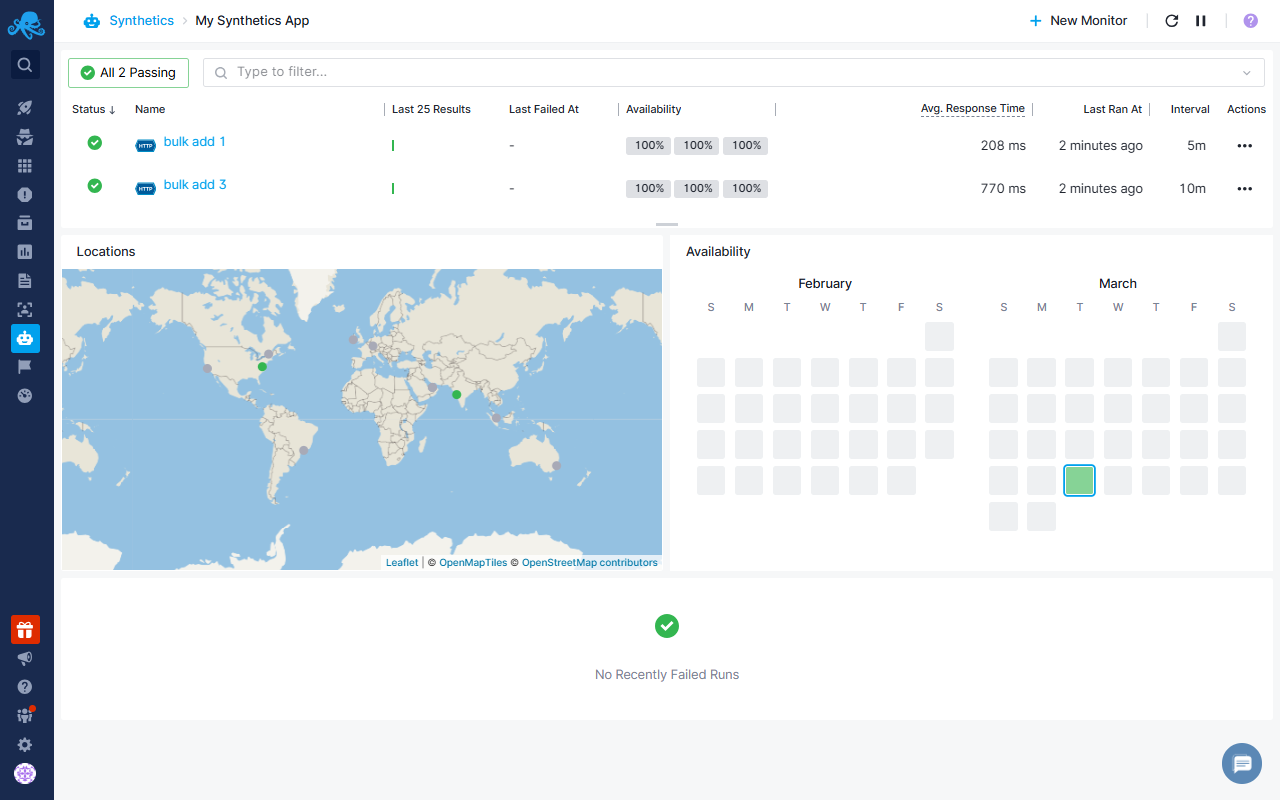 Synthetics > My Synthetics App
New Monitor
All 2 Passing
Type to filter...
Status ↓ Name Last 25 Results Last Failed At Availability Avg. Response Time Last Ran At Interval Actions
HTTP bulk add 1 - 100% 100% 100% 208 ms 2 minutes ago 5m
HTTP bulk add 3 - 100% 100% 100% 770 ms 2 minutes ago 10m
Locations
Leaflet | © OpenMapTiles © OpenStreetMap contributors
Availability
February
S M T W T F S
March
S M T W T F S
No Recently Failed Runs